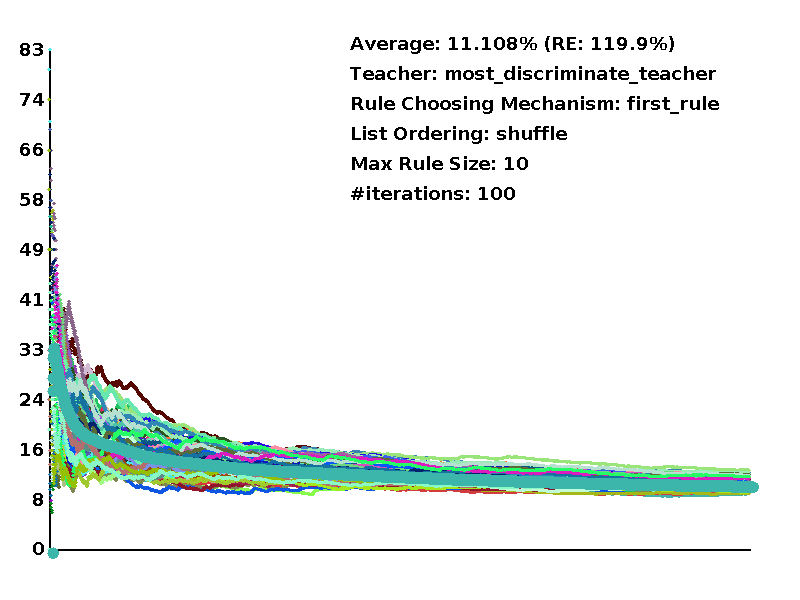 Average: 11.108% (RE: 119.9%)
Teacher: most_discriminate_teacher
Rule Choosing Mechanism: first_rule
List Ordering: shuffle
Max Rule Size: 10
#iterations: 100
83
74
66
58
49
41
33
24
16
8
0